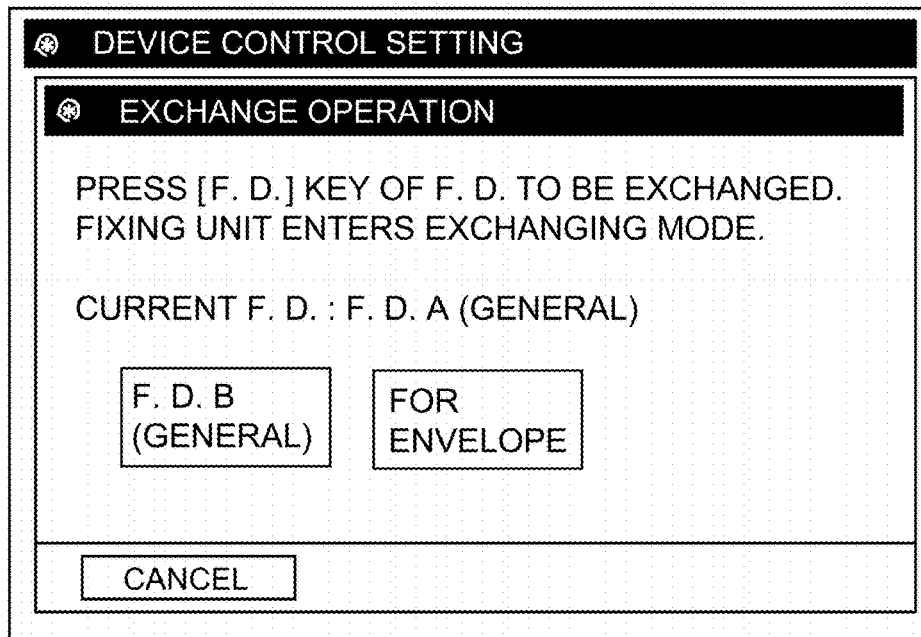 DEVICE CONTROL SETTING
EXCHANGE OPERATION
PRESS [F. D.] KEY OF F. D. TO BE EXCHANGED.
FIXING UNIT ENTERS EXCHANGING MODE.
CURRENT F. D. : F. D. A (GENERAL)
F. D. B
(GENERAL)
FOR
ENVELOPE
CANCEL